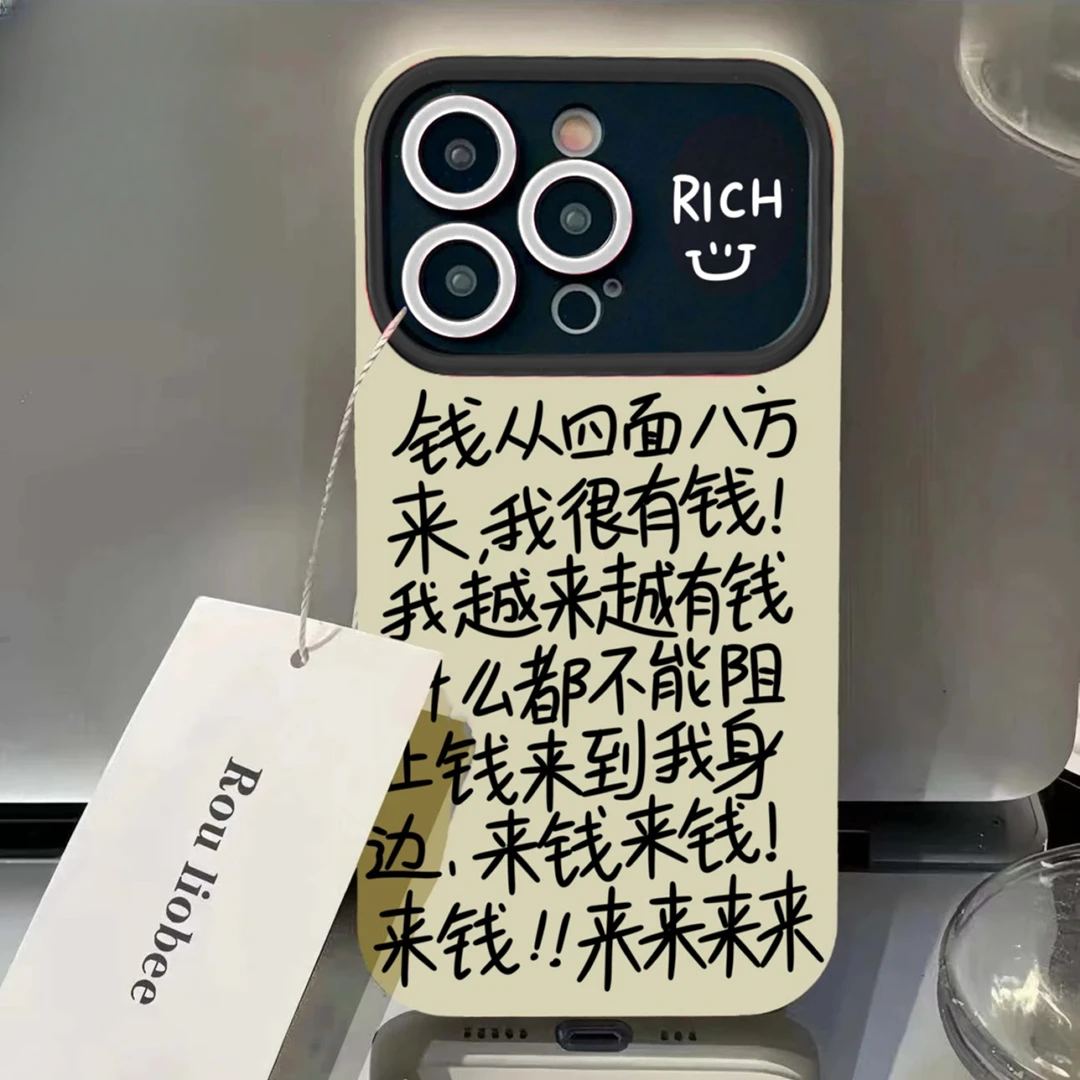 RICH
钱从四面八方
来,我很有钱!
我越来越有钱
什么都不能阻
止钱来到我身
边,来钱来钱!
来钱!!来来来来
Rou liobee